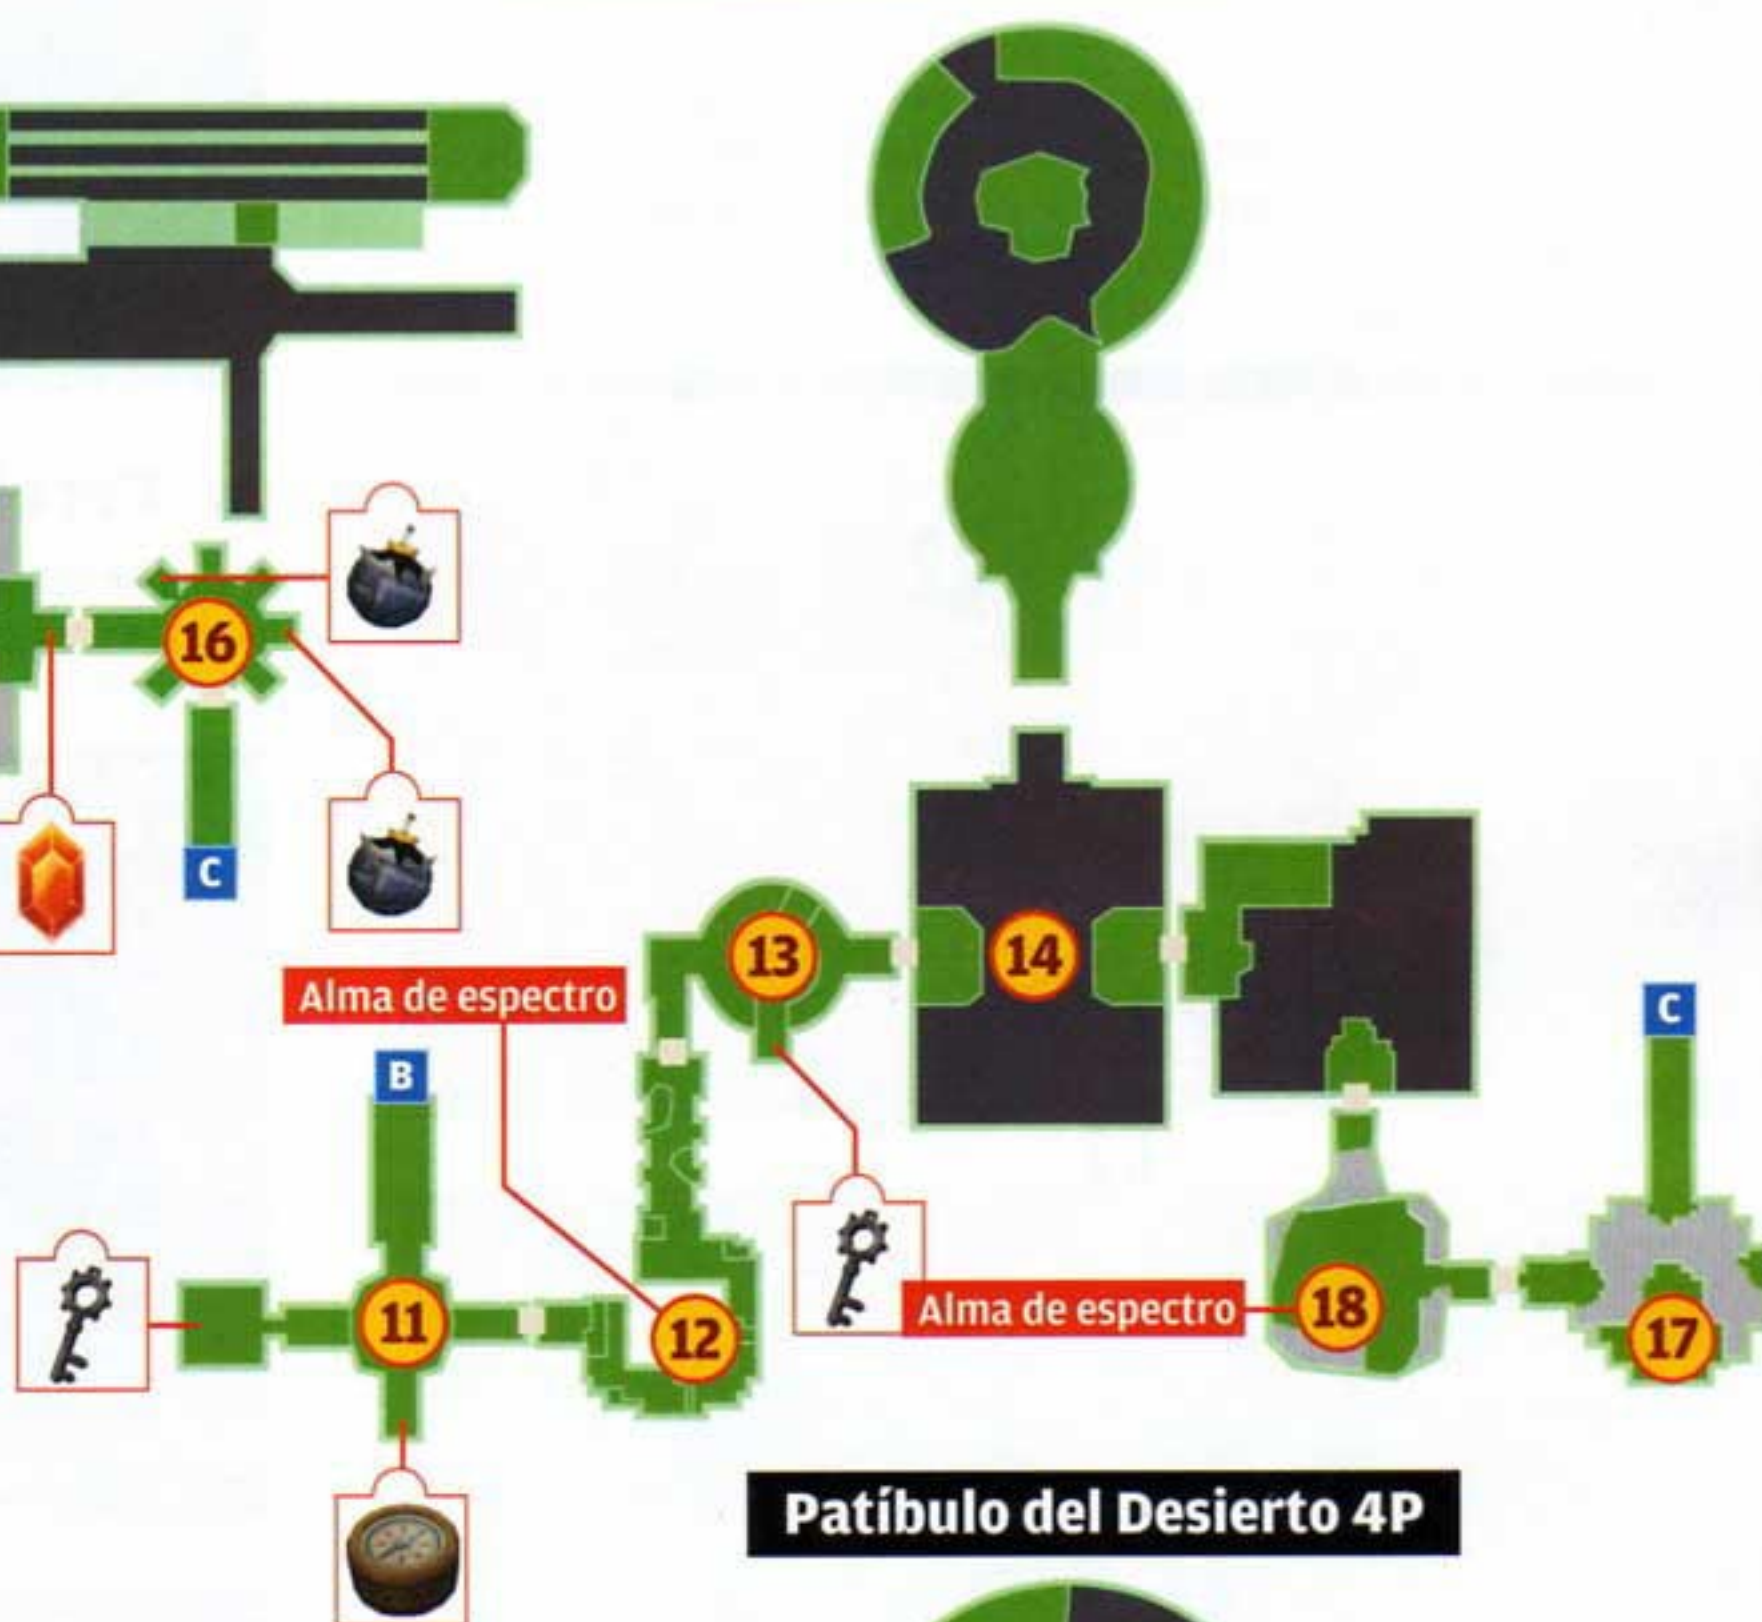 16
C
13
14
Alma de espectro
C
B
11
12
Alma de espectro
18
17
Patíbulo del Desierto 4P